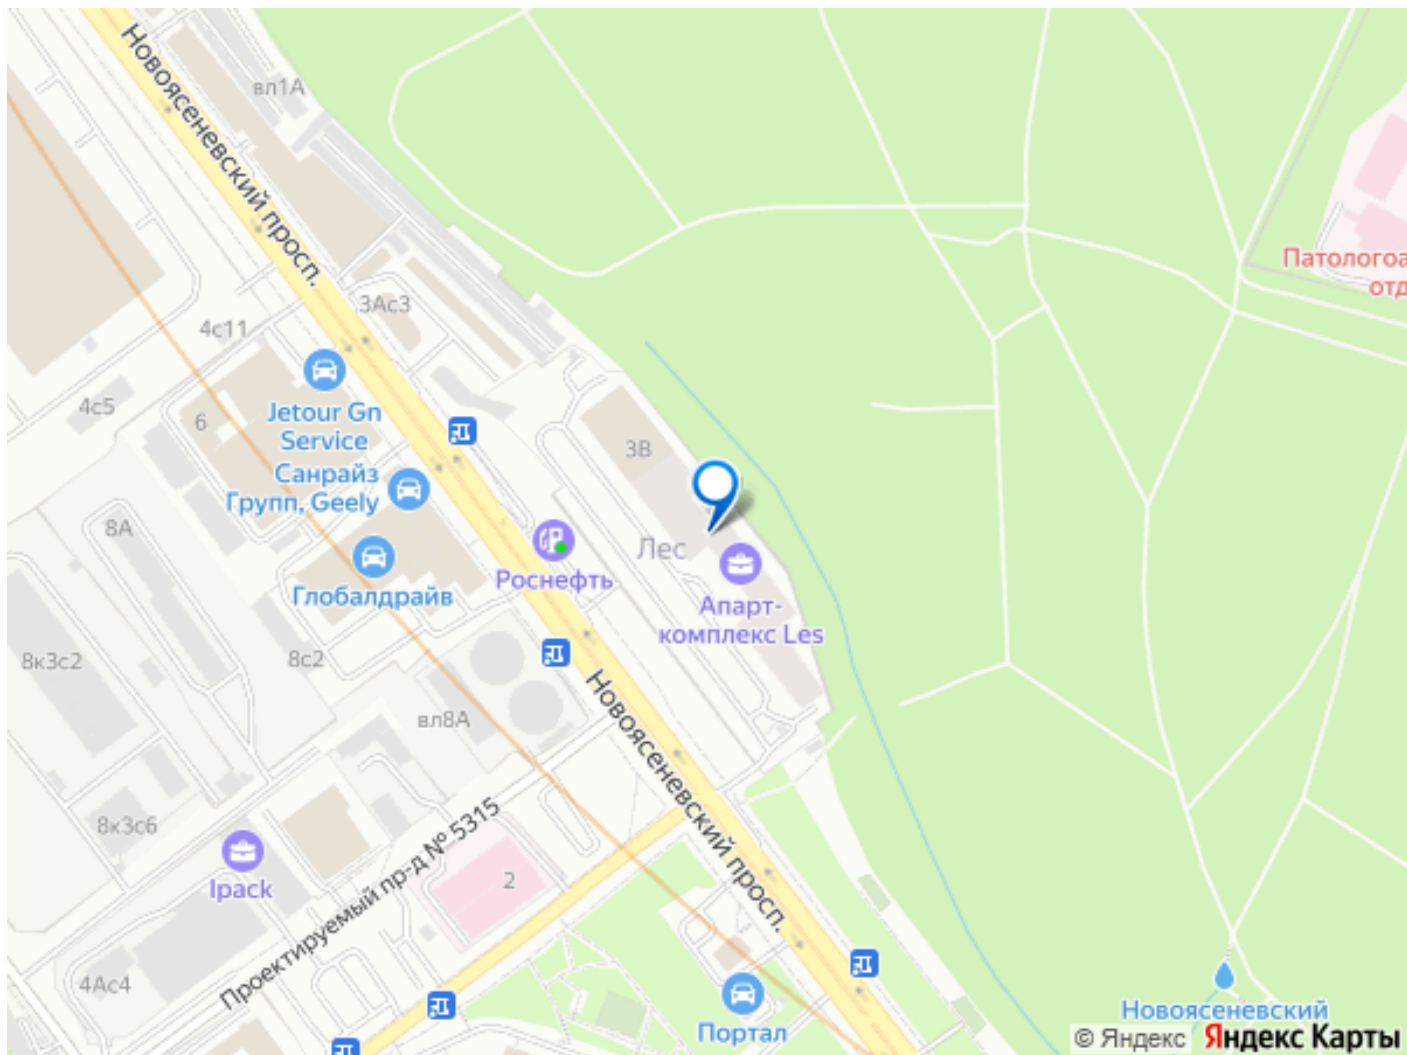 Новоясеневский просп.
вл1А
3Ас3
4с11
4с5
6
Jetour Gn
Service
Санрайз
Групп, Geely
8А
Глобалдрайв
8к3с2
8с2
вл8А
Роснефть
3В
Лес
Апарт-
комплекс Les
Патологоа
отд
Новоясеневский просп.
8к3с6
Ipack
Проектируемый пр-д № 5315
2
4Ас4
Портал
Новоясеневский
© Яндекс Яндекс Карты